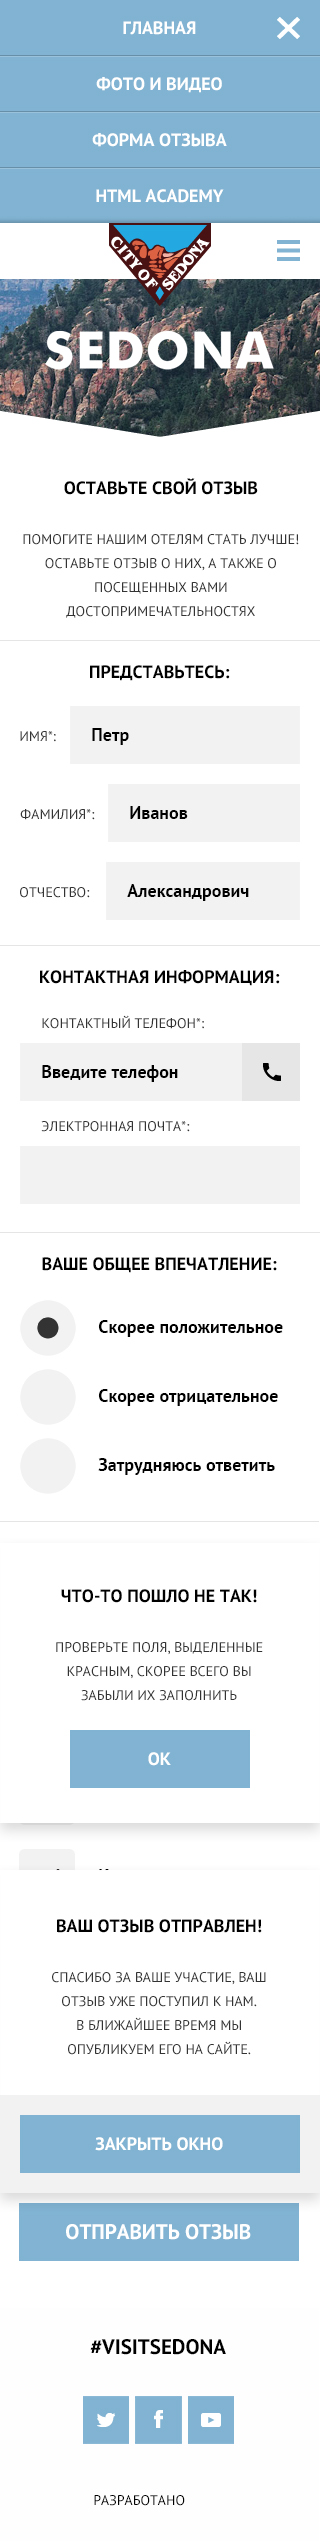 ГЛАВНАЯ
ФОТО И ВИДЕО
ФОРМА ОТЗЫВА
HTML ACADEMY
CITY OF SEDONA
SEDONA
ОСТАВЬТЕ СВОЙ ОТЗЫВ
ПОМОГИТЕ НАШИМ ОТЕЛЯМ СТАТЬ ЛУЧШЕ!
ОСТАВЬТЕ ОТЗЫВ О НИХ, А ТАКЖЕ О
ПОСЕЩЕННЫХ ВАМИ
ДОСТОПРИМЕЧАТЕЛЬНОСТЯХ
ПРЕДСТАВЬТЕСЬ:
ИМЯ*: Петр
ФАМИЛИЯ*: Иванов
ОТЧЕСТВО: Александрович
КОНТАКТНАЯ ИНФОРМАЦИЯ:
КОНТАКТНЫЙ ТЕЛЕФОН*:
Введите телефон
ЭЛЕКТРОННАЯ ПОЧТА*:
ВАШЕ ОБЩЕЕ ВПЕЧАТЛЕНИЕ:
Скорее положительное
Скорее отрицательное
Затрудняюсь ответить
ЧТО-ТО ПОШЛО НЕ ТАК!
ПРОВЕРЬТЕ ПОЛЯ, ВЫДЕЛЕННЫЕ
КРАСНЫМ, СКОРЕЕ ВСЕГО ВЫ
ЗАБЫЛИ ИХ ЗАПОЛНИТЬ
ОК
ВАШ ОТЗЫВ ОТПРАВЛЕН!
СПАСИБО ЗА ВАШЕ УЧАСТИЕ, ВАШ
ОТЗЫВ УЖЕ ПОСТУПИЛ К НАМ.
В БЛИЖАЙШЕЕ ВРЕМЯ МЫ
ОПУБЛИКУЕМ ЕГО НА САЙТЕ.
ЗАКРЫТЬ ОКНО
ОТПРАВИТЬ ОТЗЫВ
#VISITSEDONA
РАЗРАБОТАНО